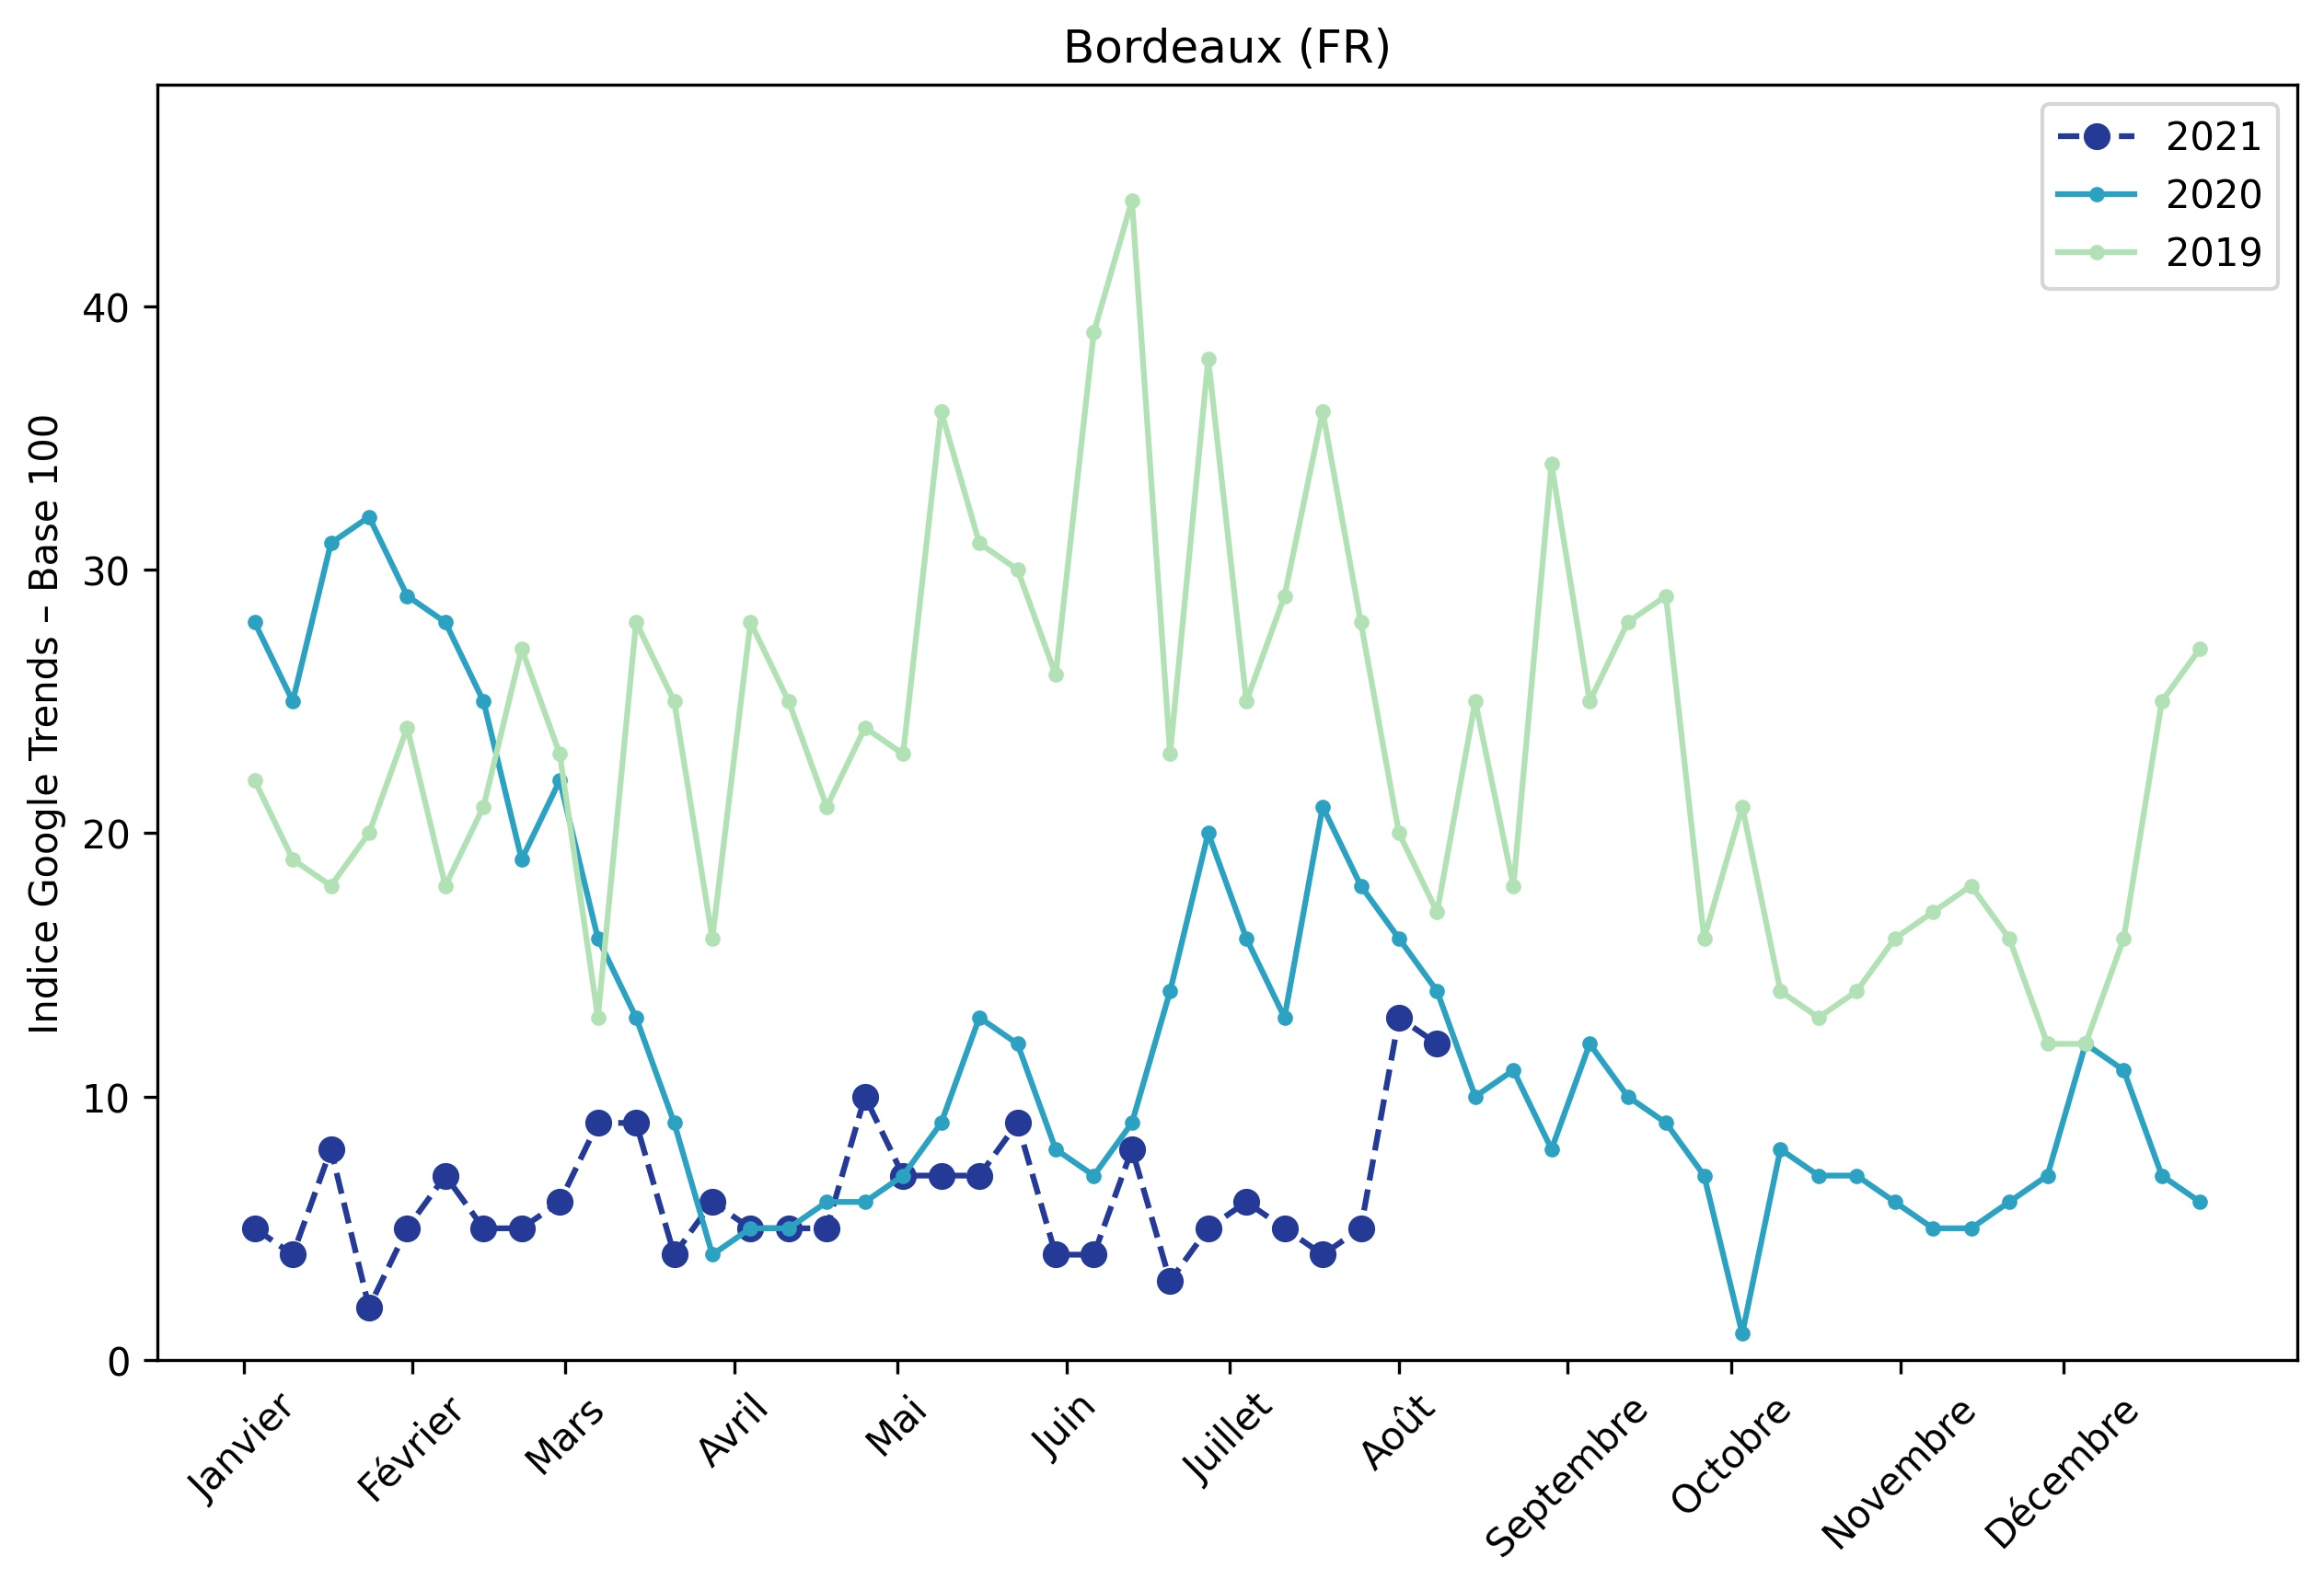 Bordeaux (FR)
2021
2020
2019
Indice Google Trends – Base 100
40
30
20
10
0
Janvier
Février
Mars
Avril
Mai
Juin
Juillet
Août
Septembre
Octobre
Novembre
Décembre